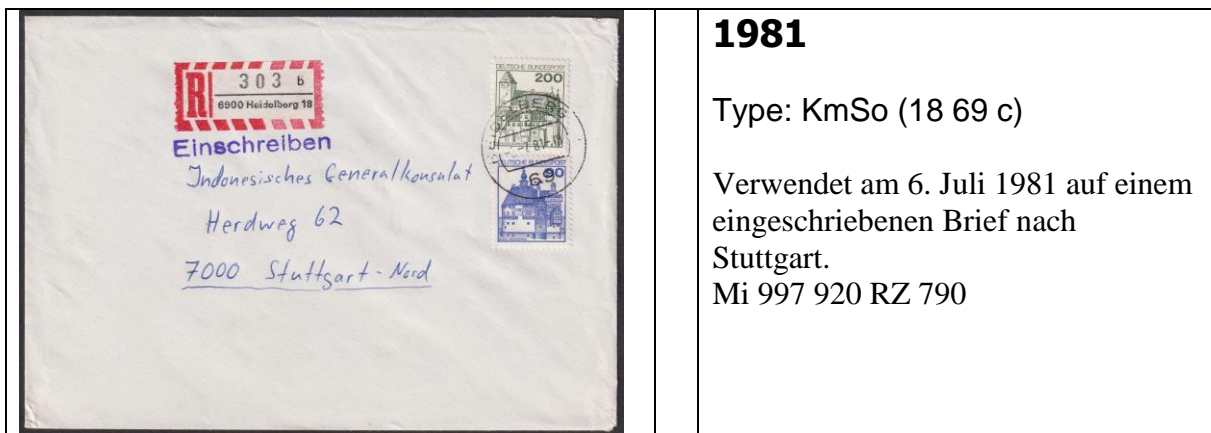 303 b
6900 Heidelberg 18
Einschreiben
Indonesisches Generalkonsulat
Herdweg 62
7000 Stuttgart-Nord
DEUTSCHE BUNDESPOST
200
DEUTSCHE BUNDESPOST
90
69
1981
Type: KmSo (18 69 c)
Verwendet am 6. Juli 1981 auf einem
eingeschriebenen Brief nach
Stuttgart.
Mi 997 920 RZ 790